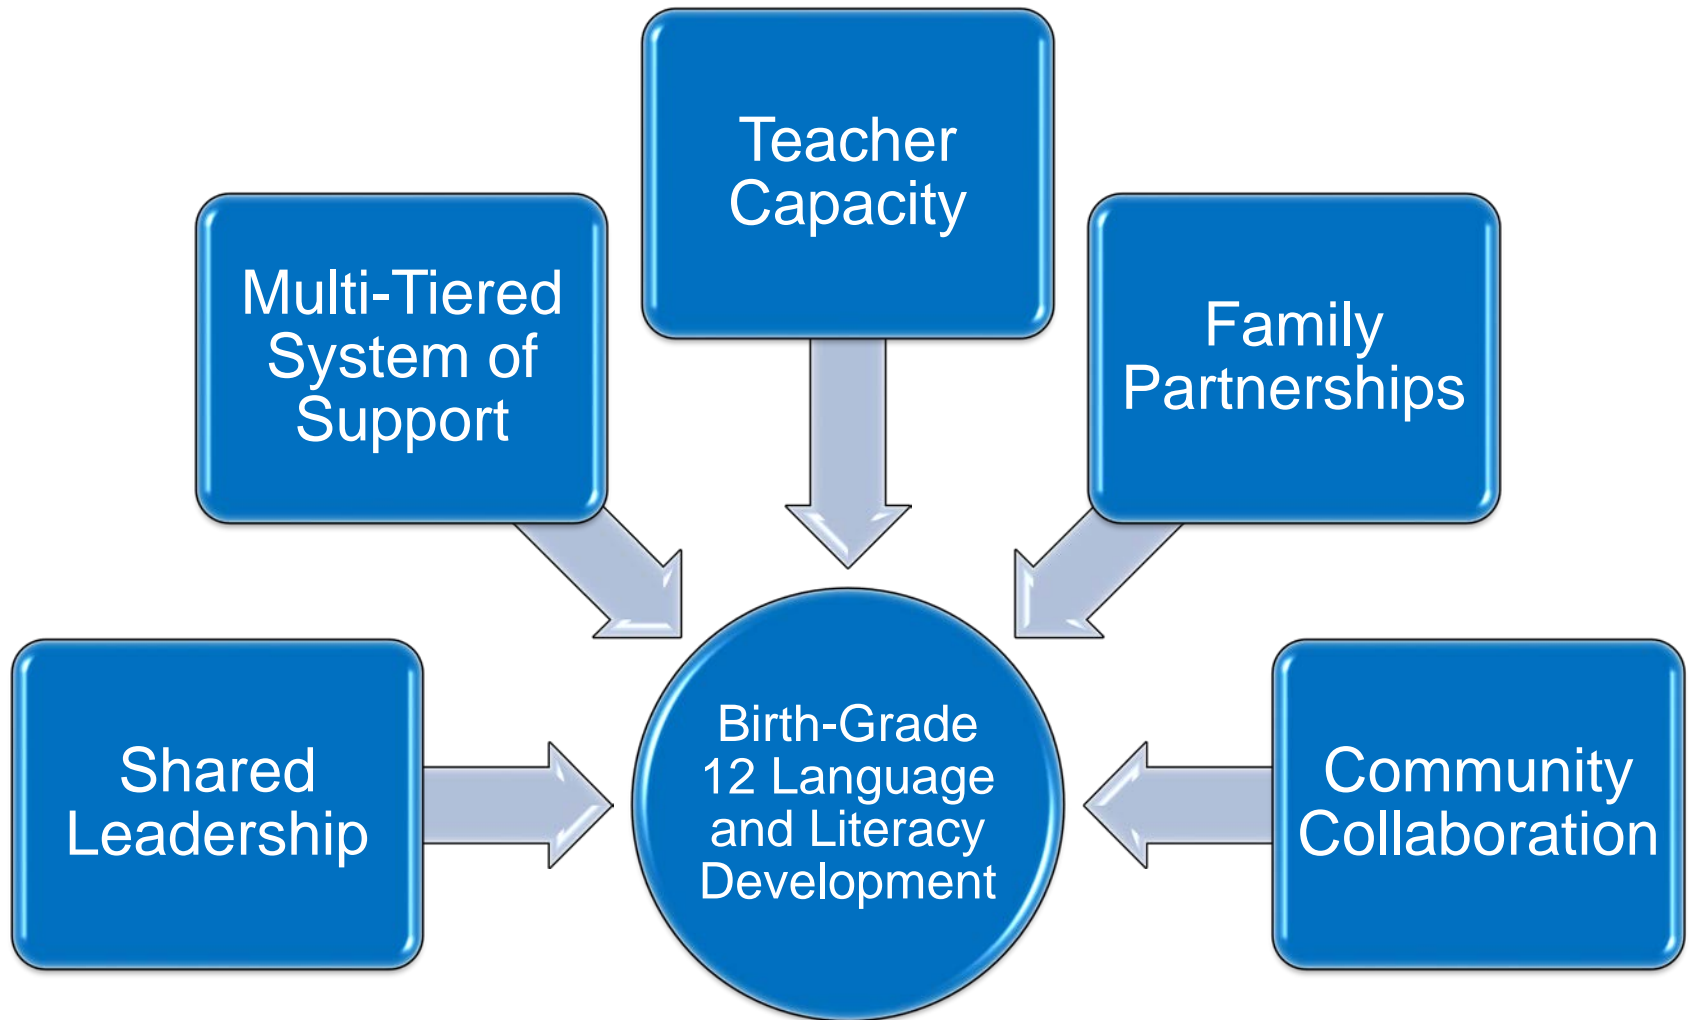 Teacher
Capacity
Multi-Tiered
System of
Support
Family
Partnerships
Shared
Leadership
Birth-Grade
12 Language
and Literacy
Development
Community
Collaboration